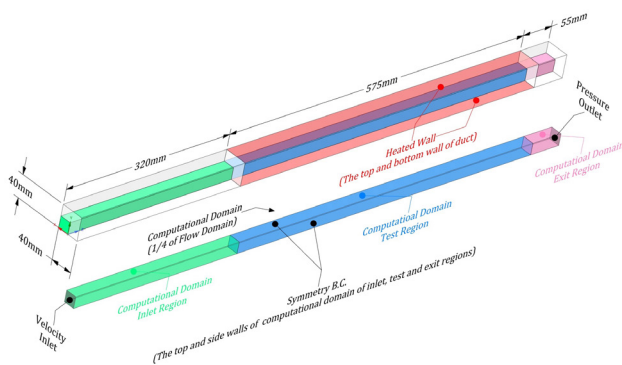 55mm
575mm
320mm
40mm
40mm
Heated Wall
(The top and bottom wall of duct)
Pressure
Outlet
Computatioal Domain
Exit Region
Computational Domain
(1/4 of Flow Domain)
Computatioal Domain
Test Region
Symmetry B.C.
Computational Domain
Inlet Region
Velocity
Inlet
(The top and side walls of computational domain of inlet, test and exit regions)